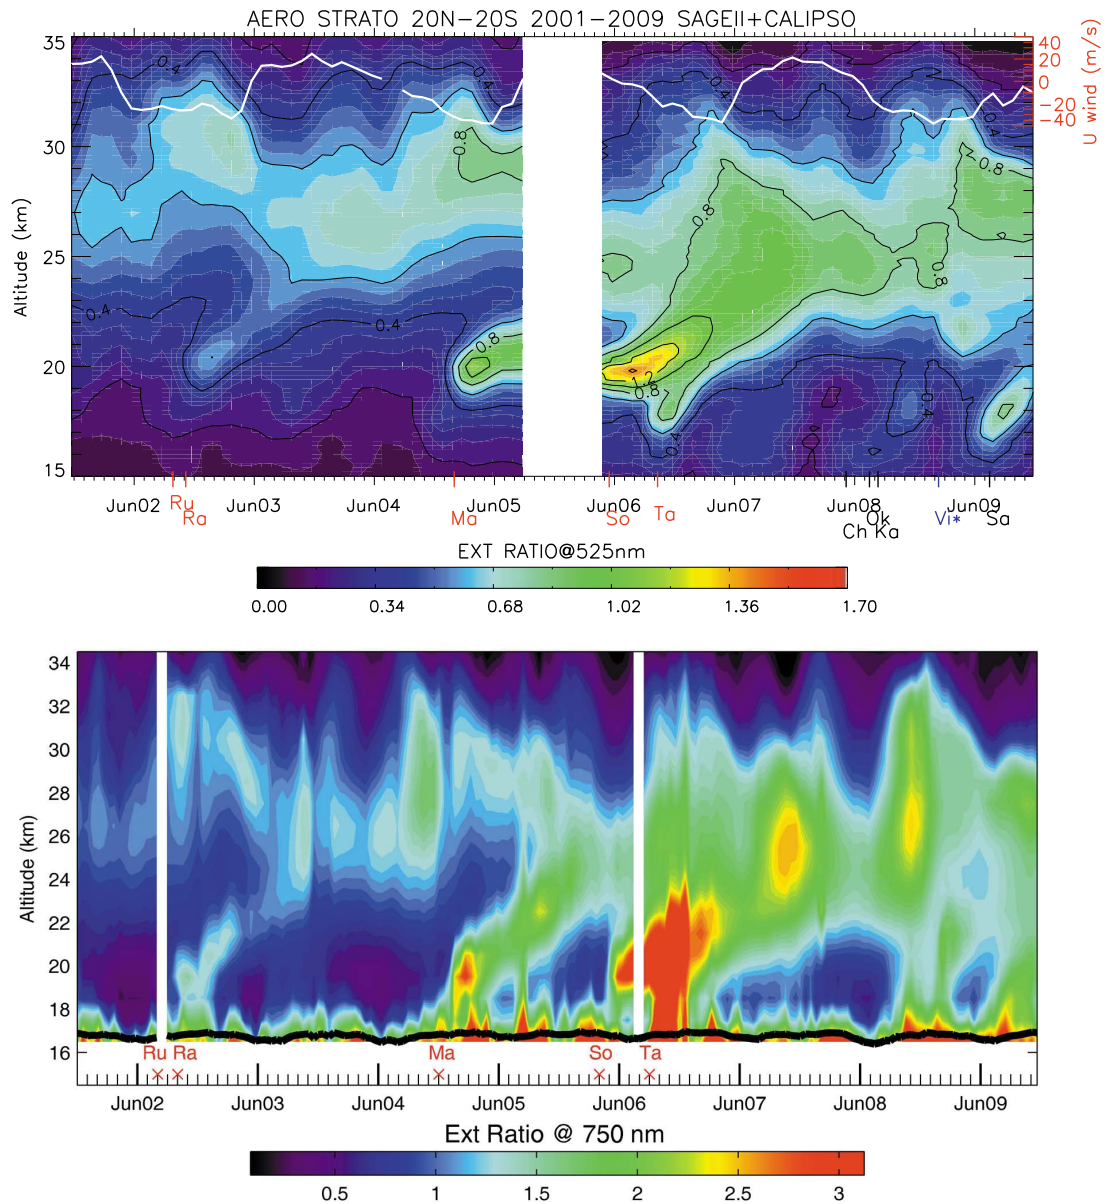 AERO STRATO 20N-20S 2001-2009 SAGEII+CALIPSO
35
30
25
20
15
Altitude (km)
40
20
0
-20
-40
U wind (m/s)
0.4
0.4
0.8
0.4
0.4
0.8
0.8
0.4
0.8
0.8
1.2
0.4
0.4
Jun02 Jun03 Jun04 Jun05 Jun06 Jun07 Jun08 Jun09
Ru Ra Ma So Ta Ch Ok Ka Vi* Sa
EXT RATIO@525nm
0.00 0.34 0.68 1.02 1.36 1.70
34
32
30
28
26
24
22
20
18
16
Altitude (km)
Ru Ra Ma So Ta
Jun02 Jun03 Jun04 Jun05 Jun06 Jun07 Jun08 Jun09
Ext Ratio @ 750 nm
0.5 1 1.5 2 2.5 3